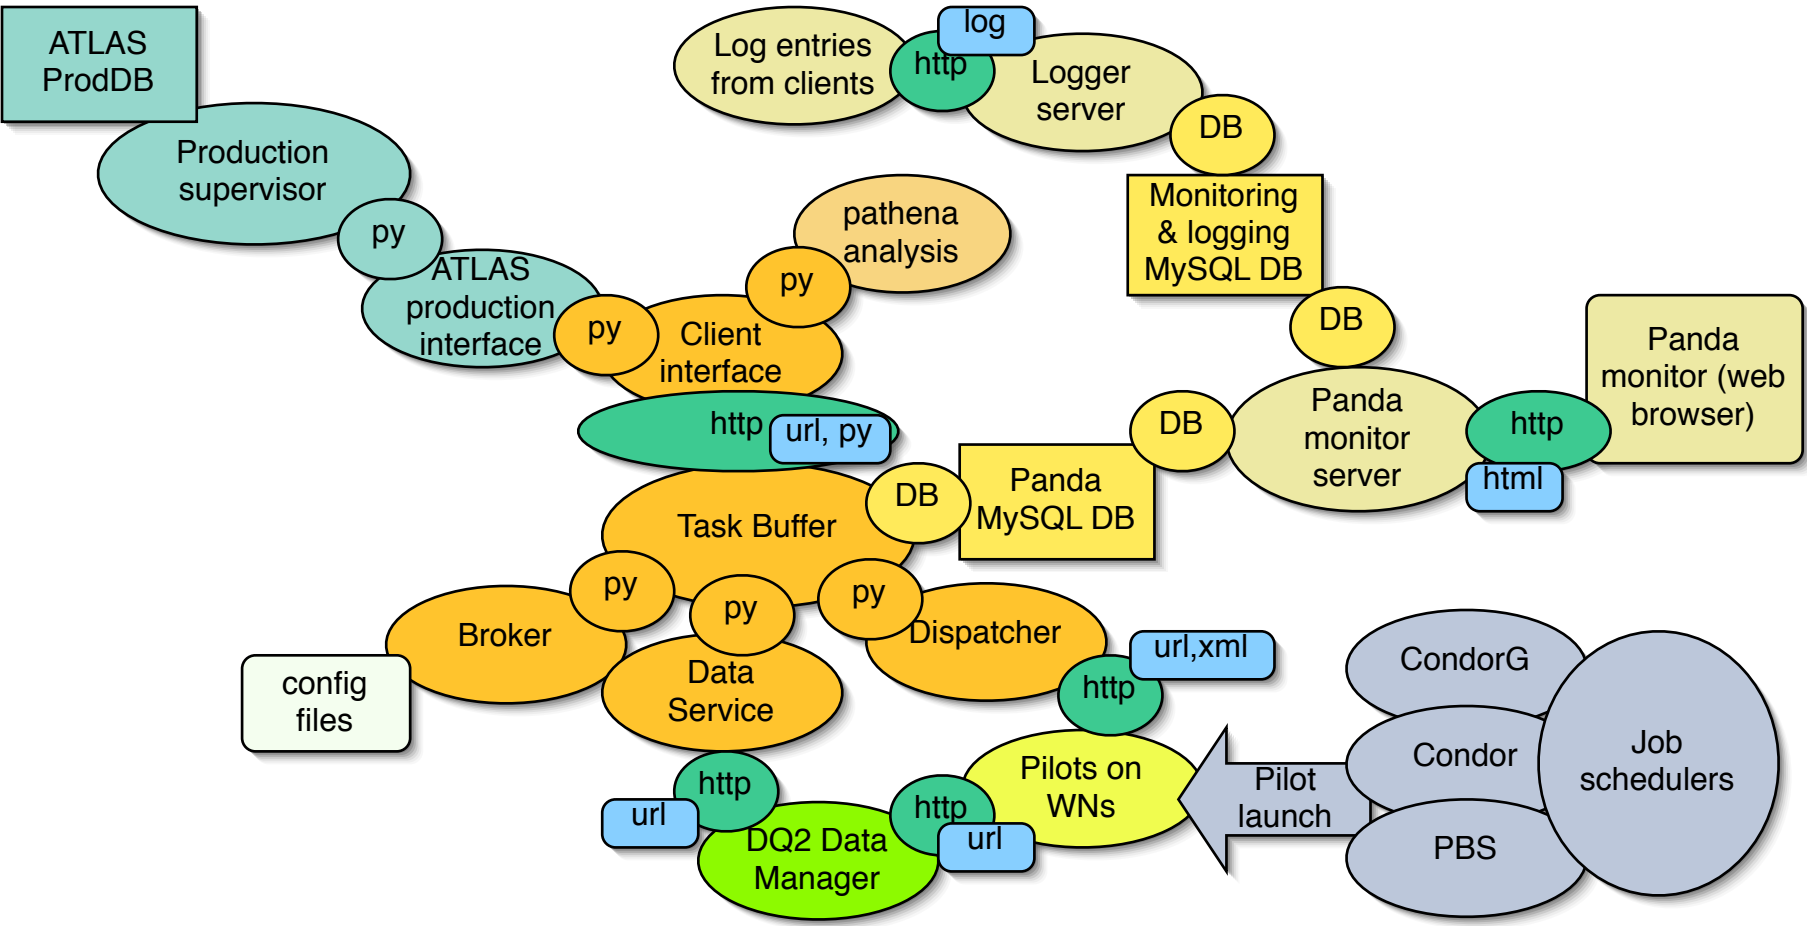 ATLAS
ProdDB
Production
supervisor
py
ATLAS
production
interface
py
Client
interface
py
pathena
analysis
Log entries
from clients
http
log
Logger
server
DB
Monitoring
& logging
MySQL DB
DB
Panda
monitor
server
http
html
Panda
monitor (web
browser)
DB
Panda
MySQL DB
DB
http
url, py
Task Buffer
py
py
py
Broker
config
files
Data
Service
Dispatcher
http
url,xml
http
url
DQ2 Data
Manager
http
url
Pilots on
WNs
Pilot
launch
CondorG
Condor
PBS
Job
schedulers